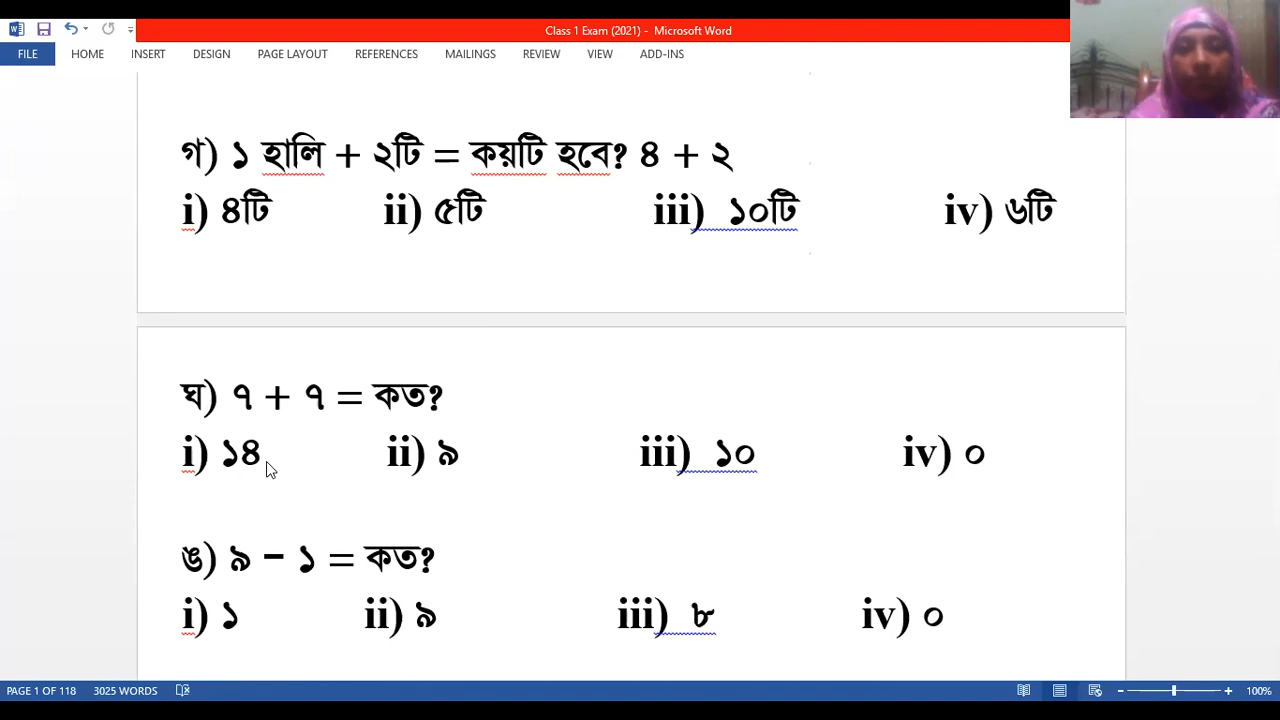 Class 1 Exam (2021) - Microsoft Word
FILE HOME INSERT DESIGN PAGE LAYOUT REFERENCES MAILINGS REVIEW VIEW ADD-INS
গ) ১ হালি + ২টি = কয়টি হবে? ৪ + ২
i) ৪টি ii) ৫টি iii) ১০টি iv) ৬টি
ঘ) ৭ + ৭ = কত?
i) ১৪ ii) ৯ iii) ১০ iv) ০
ঙ) ৯ - ১ = কত?
i) ১ ii) ৯ iii) ৮ iv) ০
PAGE 1 OF 118 3025 WORDS 100%